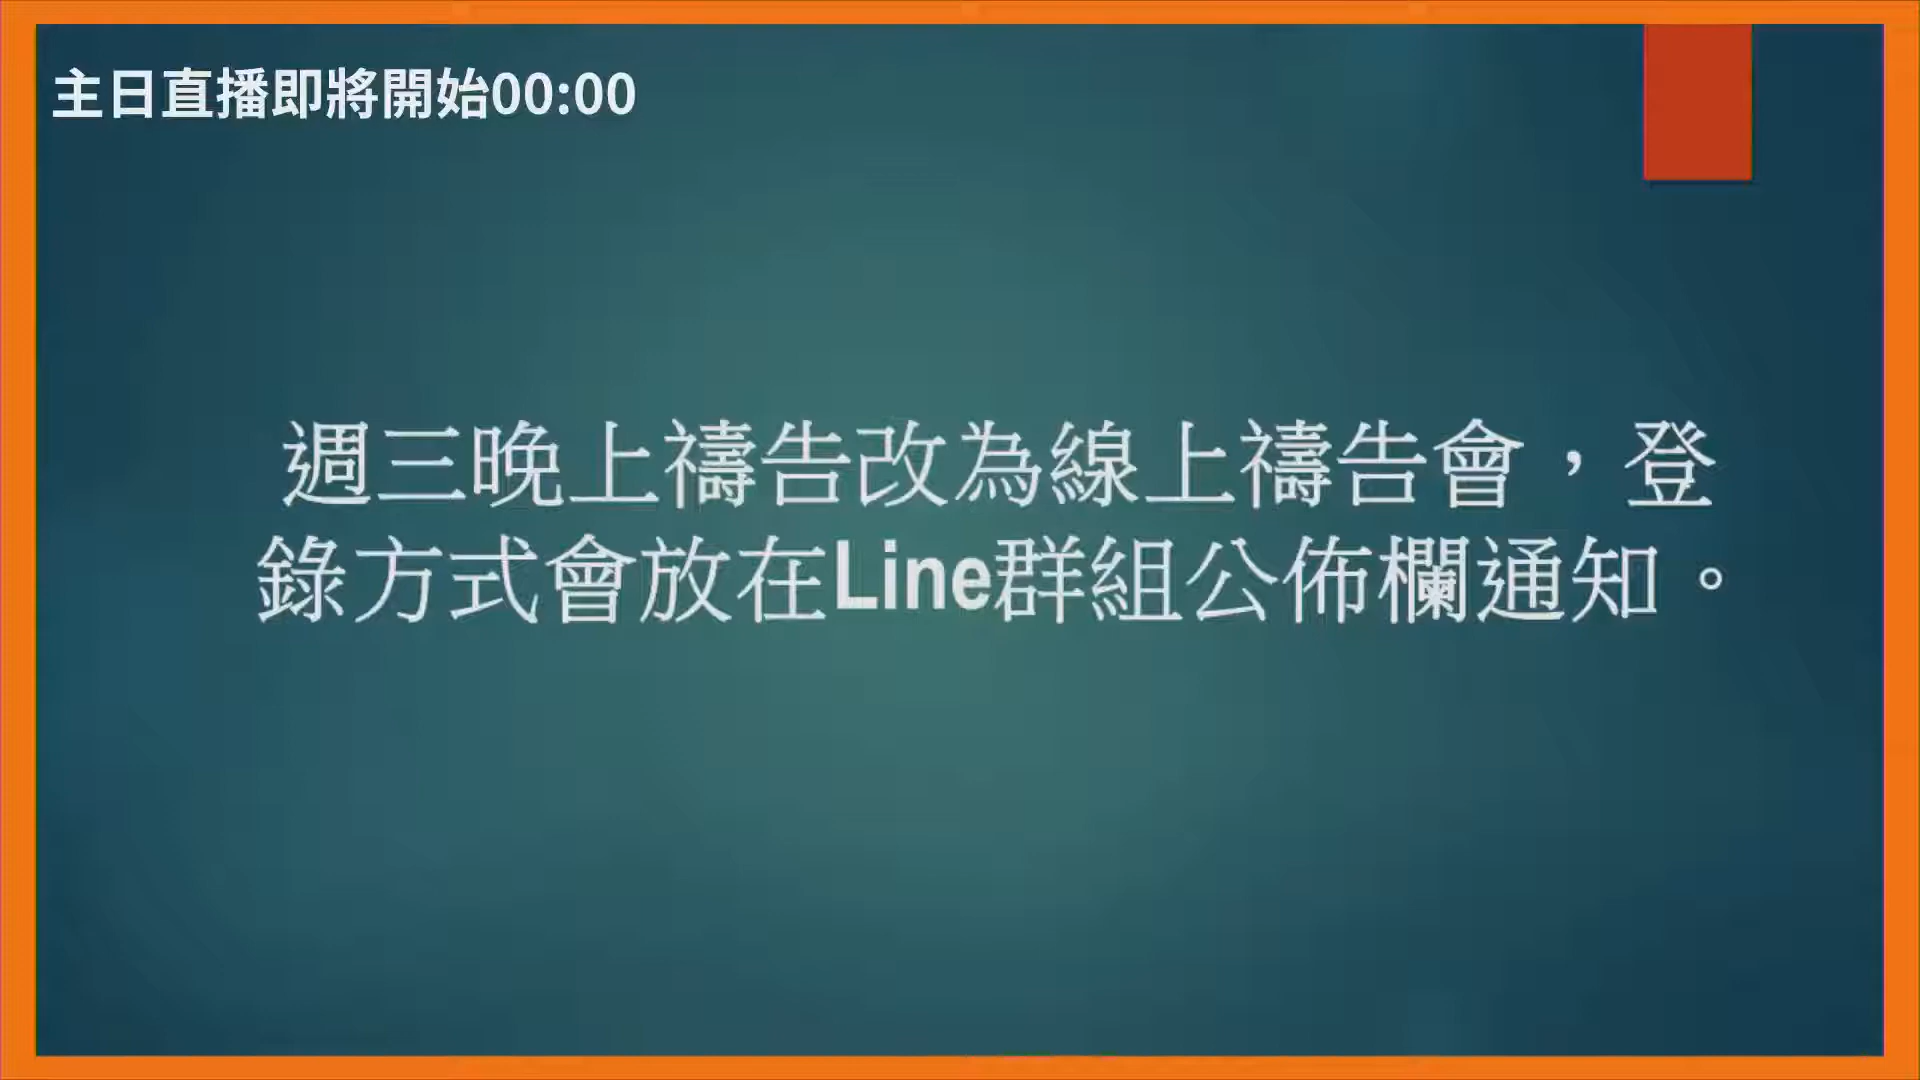 主日直播即將開始00:00
週三晚上禱告改為線上禱告會，登
錄方式會放在Line群組公佈欄通知。